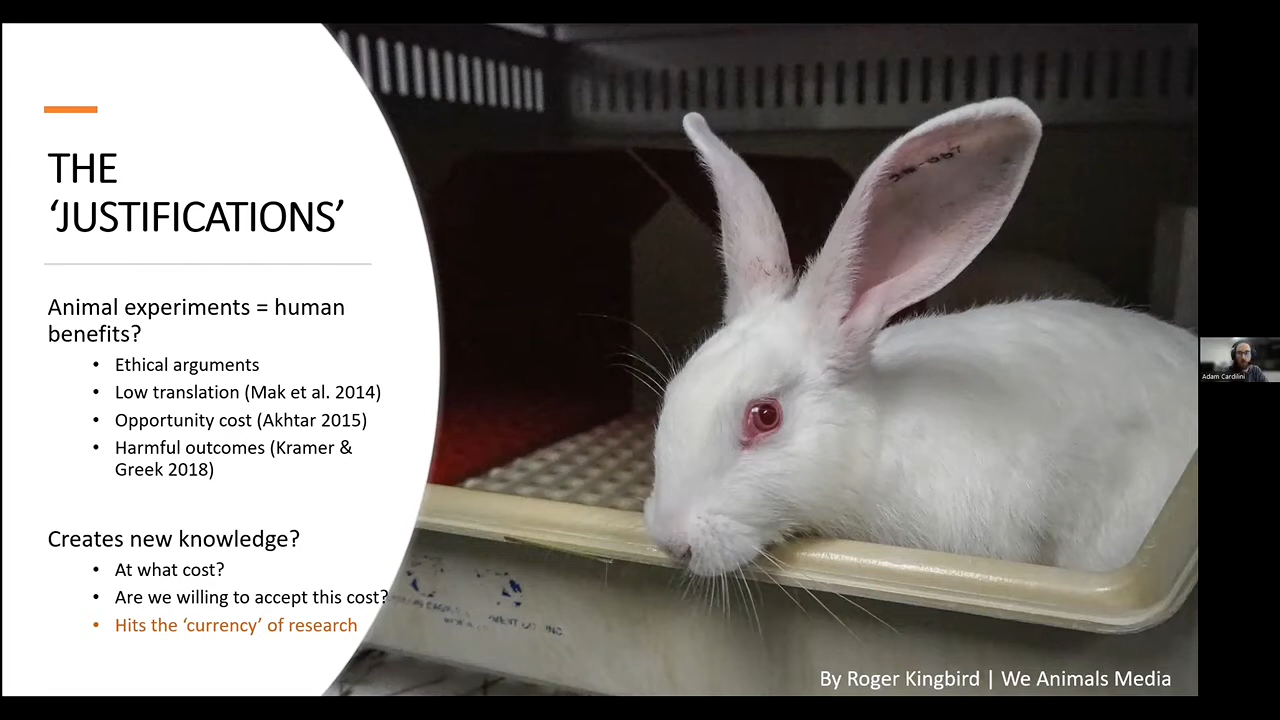 THE
‘JUSTIFICATIONS’
Animal experiments = human
benefits?
• Ethical arguments
• Low translation (Mak et al. 2014)
• Opportunity cost (Akhtar 2015)
• Harmful outcomes (Kramer &
Greek 2018)
Creates new knowledge?
• At what cost?
• Are we willing to accept this cost?
• Hits the ‘currency’ of research
By Roger Kingbird | We Animals Media
Adam Cardilini